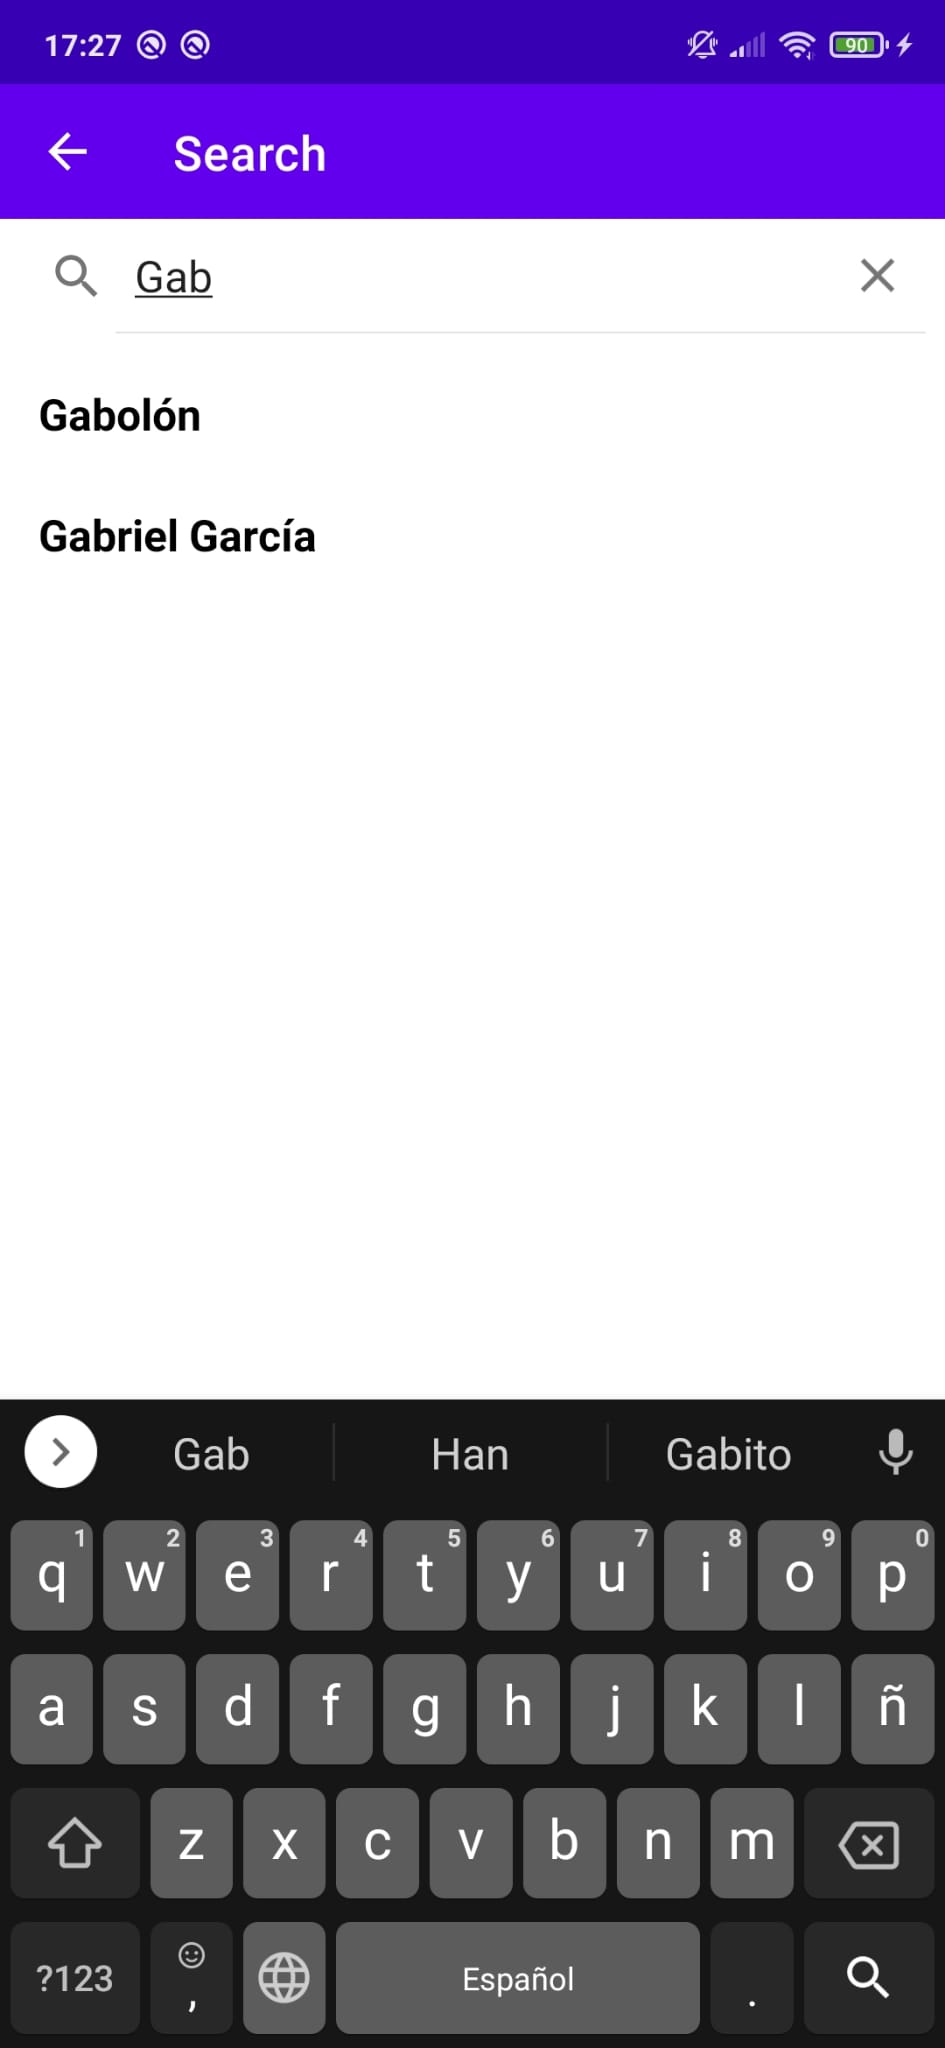 17:27
90
Search
Gab
Gabolón
Gabriel García
Gab Han Gabito
1 2 3 4 5 6 7 8 9 0
q w e r t y u i o p
a s d f g h j k l ñ
z x c v b n m
?123 , Español .